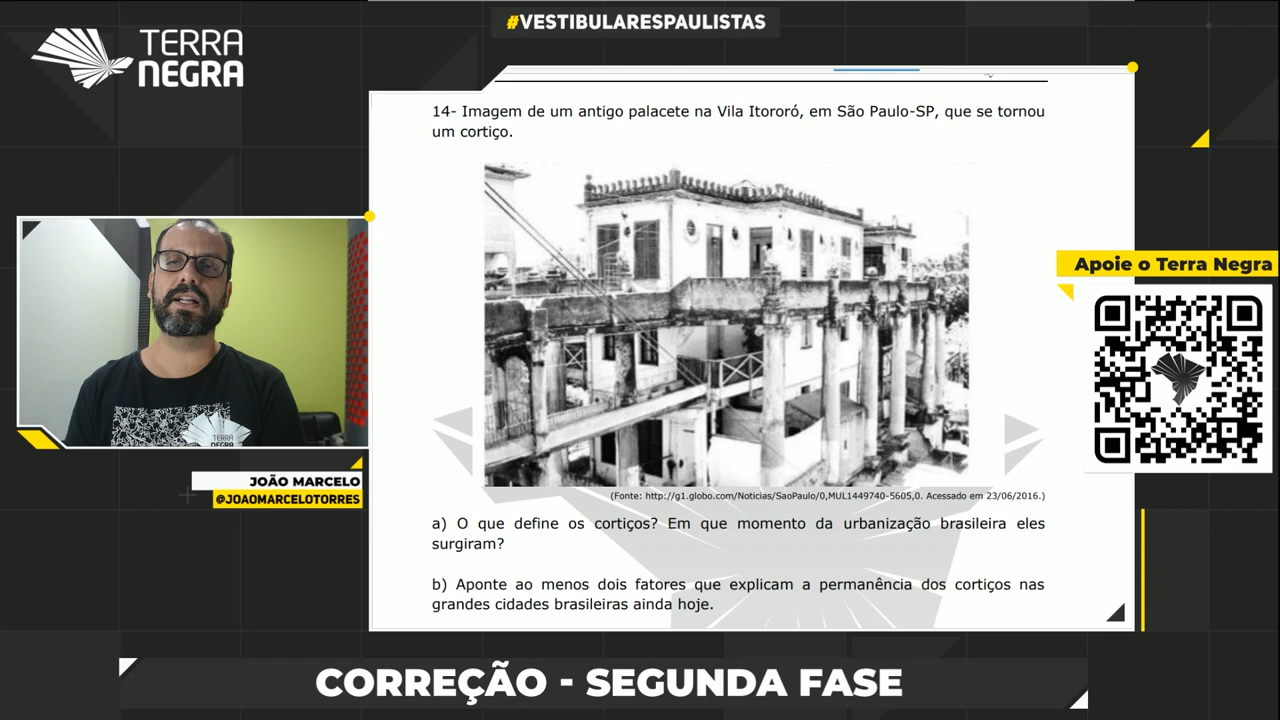 #VESTIBULARESPAULISTAS
TERRA
NEGRA
14- Imagem de um antigo palacete na Vila Itororó, em São Paulo-SP, que se tornou
um cortiço.
Apoie o Terra Negra
TERRA
NEGRA
JOÃO MARCELO
@JOAOMARCELOTORRES
(Fonte: http://g1.globo.com/Noticias/SaoPaulo/0,MUL1449740-5605,0. Acessado em 23/06/2016.)
a) O que define os cortiços? Em que momento da urbanização brasileira eles
surgiram?
b) Aponte ao menos dois fatores que explicam a permanência dos cortiços nas
grandes cidades brasileiras ainda hoje.
CORREÇÃO - SEGUNDA FASE